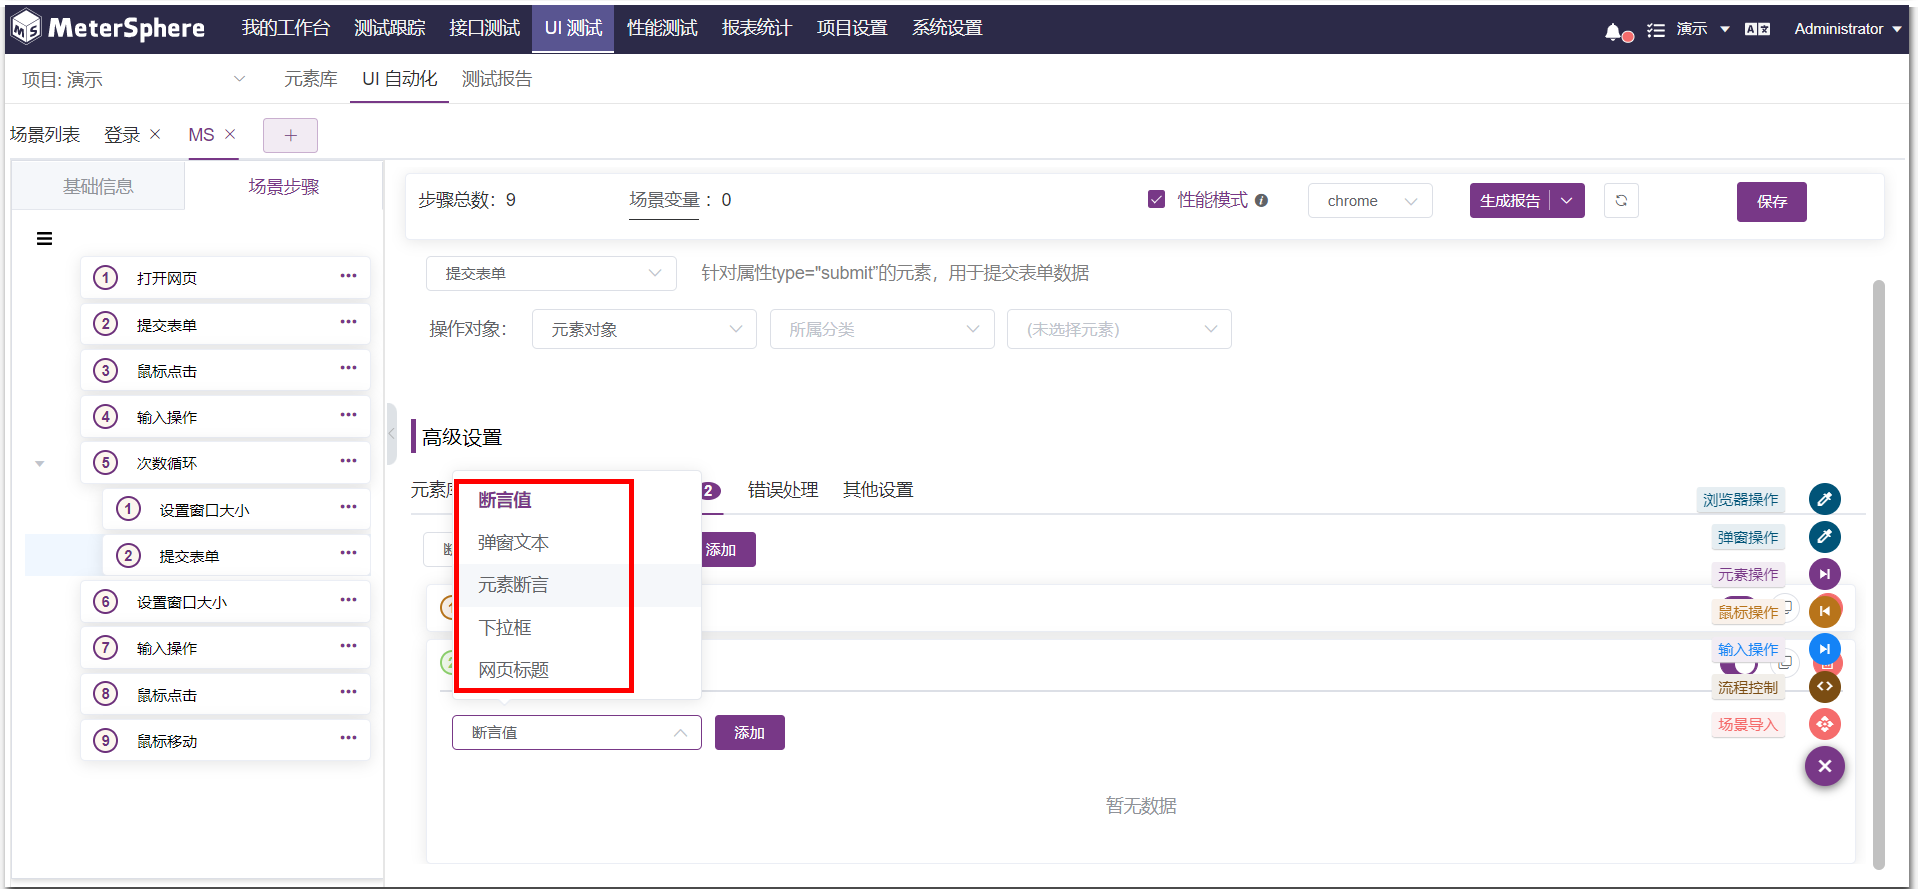 MeterSphere 我的工作台 测试跟踪 接口测试 UI 测试 性能测试 报表统计 项目设置 系统设置 演示 Administrator
项目: 演示 元素库 UI 自动化 测试报告
场景列表 登录 × MS × +
基础信息 场景步骤
步骤总数：9 场景变量 ：0 性能模式 chrome 生成报告 保存
1 打开网页 ···
2 提交表单 ···
3 鼠标点击 ···
4 输入操作 ···
5 次数循环 ···
1 设置窗口大小 ···
2 提交表单 ···
6 设置窗口大小 ···
7 输入操作 ···
8 鼠标点击 ···
9 鼠标移动 ···
提交表单 针对属性type="submit"的元素，用于提交表单数据
操作对象： 元素对象 所属分类 (未选择元素)
高级设置
元素 2 错误处理 其他设置
断言值
弹窗文本
元素断言
下拉框
网页标题
添加
断言值 添加
暂无数据
浏览器操作
弹窗操作
元素操作
鼠标操作
输入操作
流程控制
场景导入